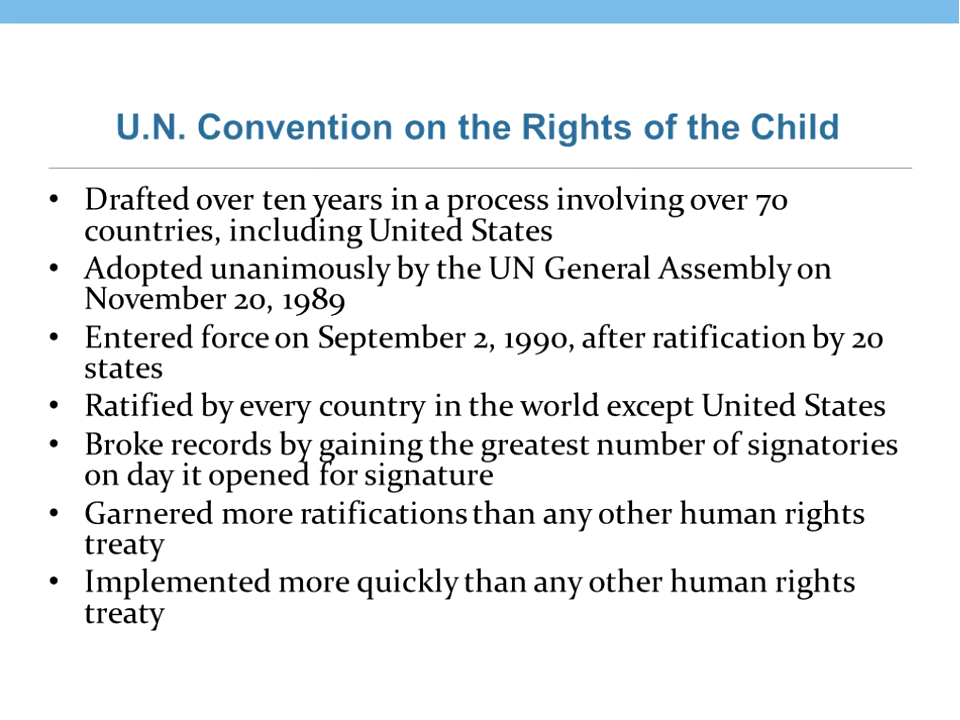 U.N. Convention on the Rights of the Child
• Drafted over ten years in a process involving over 70
countries, including United States
• Adopted unanimously by the UN General Assembly on
November 20, 1989
• Entered force on September 2, 1990, after ratification by 20
states
• Ratified by every country in the world except United States
• Broke records by gaining the greatest number of signatories
on day it opened for signature
• Garnered more ratifications than any other human rights
treaty
• Implemented more quickly than any other human rights
treaty